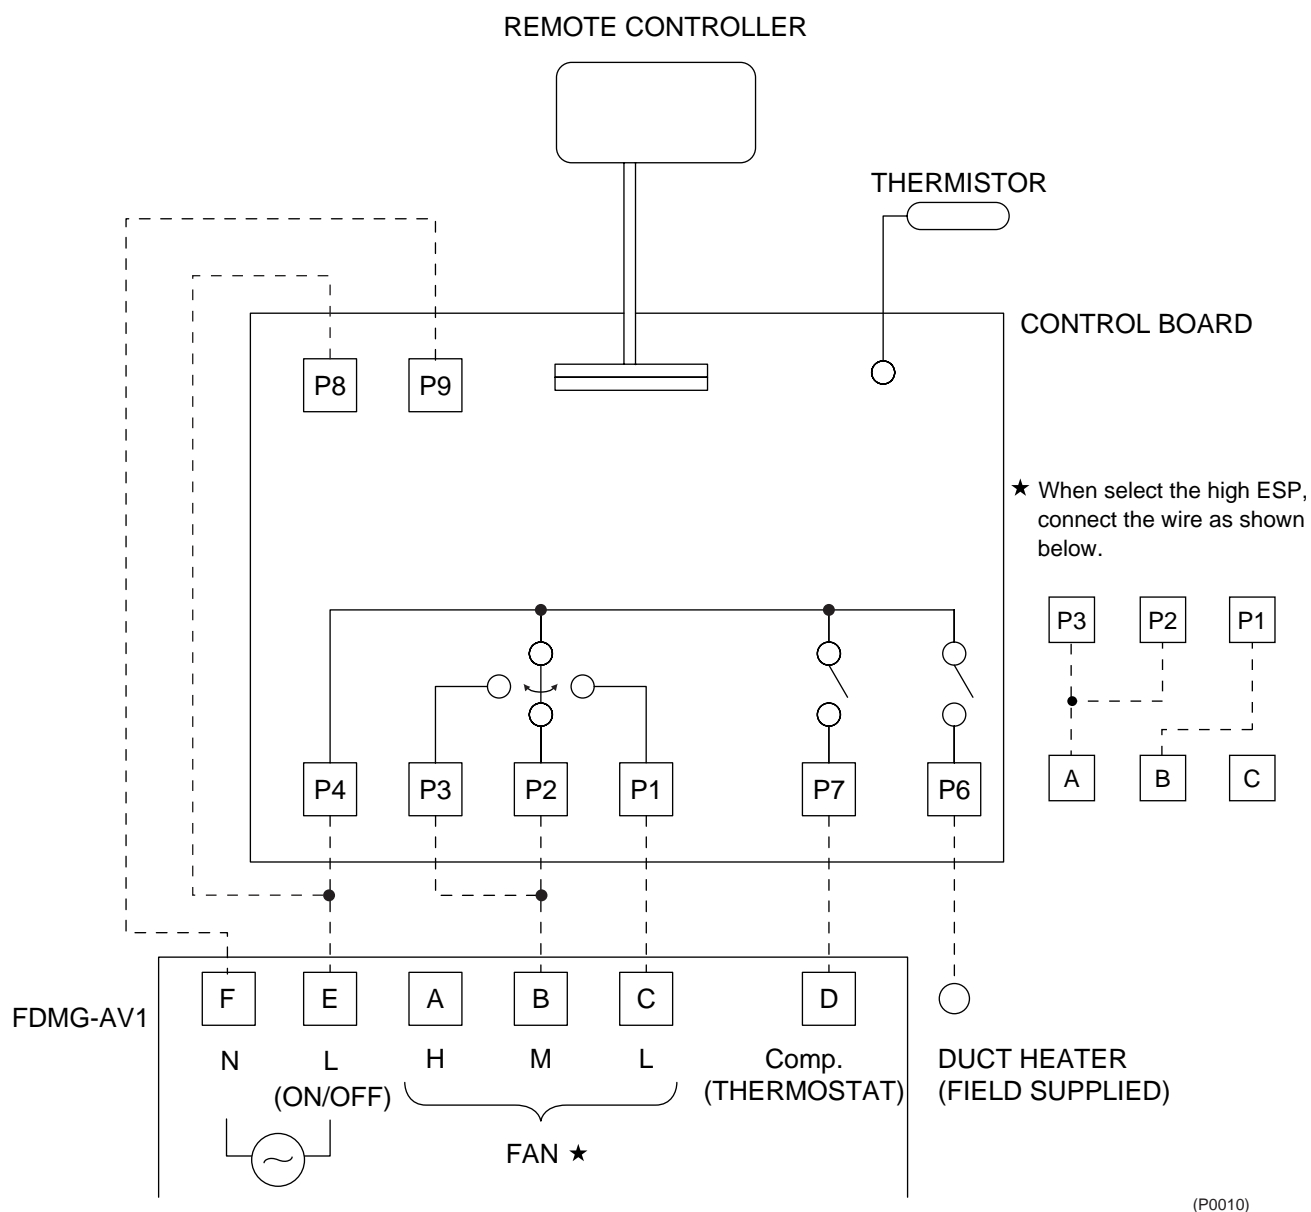 REMOTE CONTROLLER
THERMISTOR
CONTROL BOARD
P8 P9
★ When select the high ESP,
connect the wire as shown
below.
P3 P2 P1
A B C
P4 P3 P2 P1 P7 P6
FDMG-AV1
F E A B C D
N L H M L Comp.
(ON/OFF) (THERMOSTAT)
DUCT HEATER
(FIELD SUPPLIED)
FAN ★
(P0010)